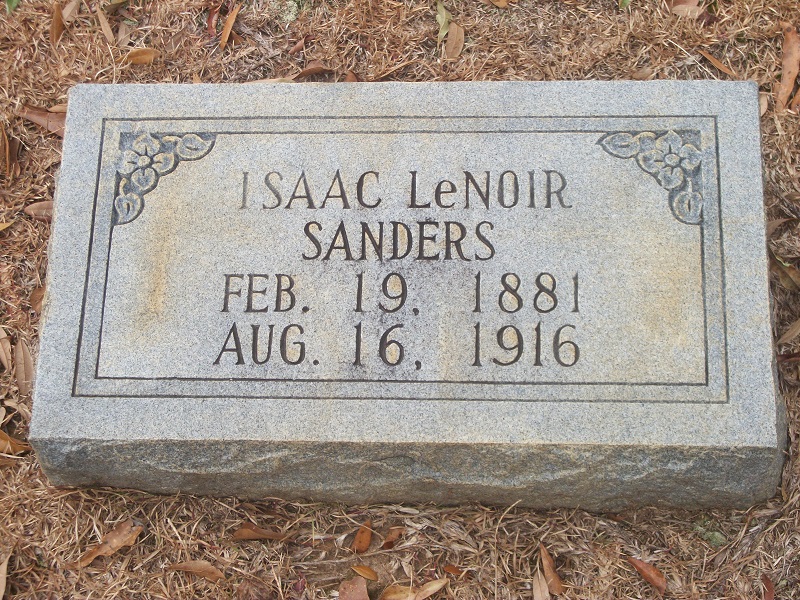 ISAAC LeNOIR
SANDERS
FEB. 19, 1881
AUG. 16, 1916